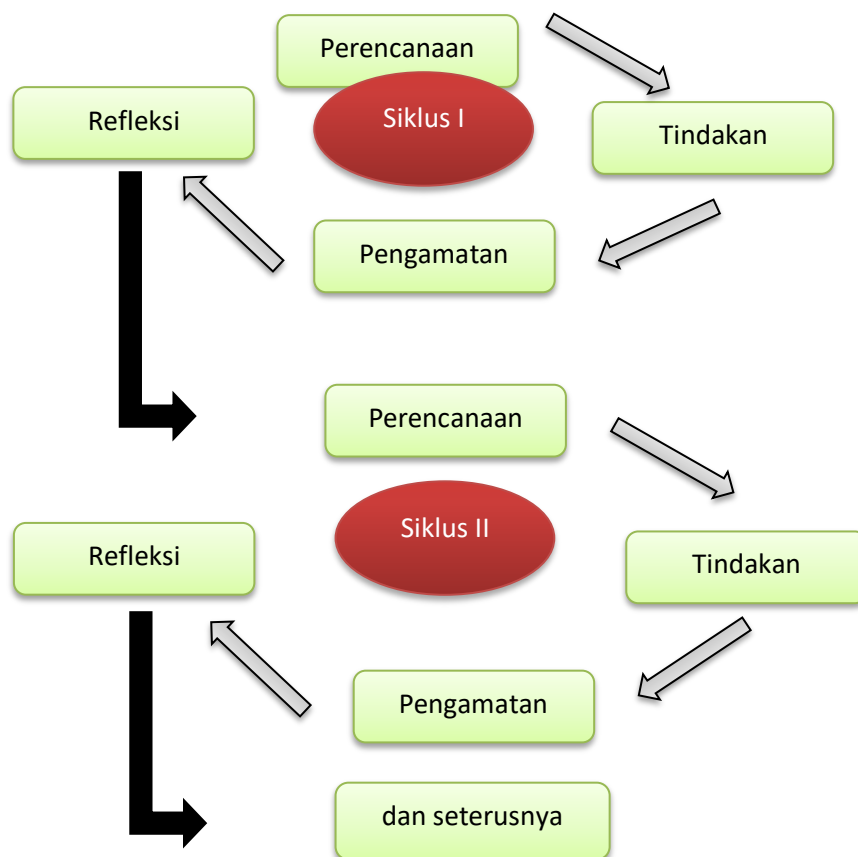 Perencanaan
Siklus I
Refleksi
Tindakan
Pengamatan
Perencanaan
Siklus II
Refleksi
Tindakan
Pengamatan
dan seterusnya